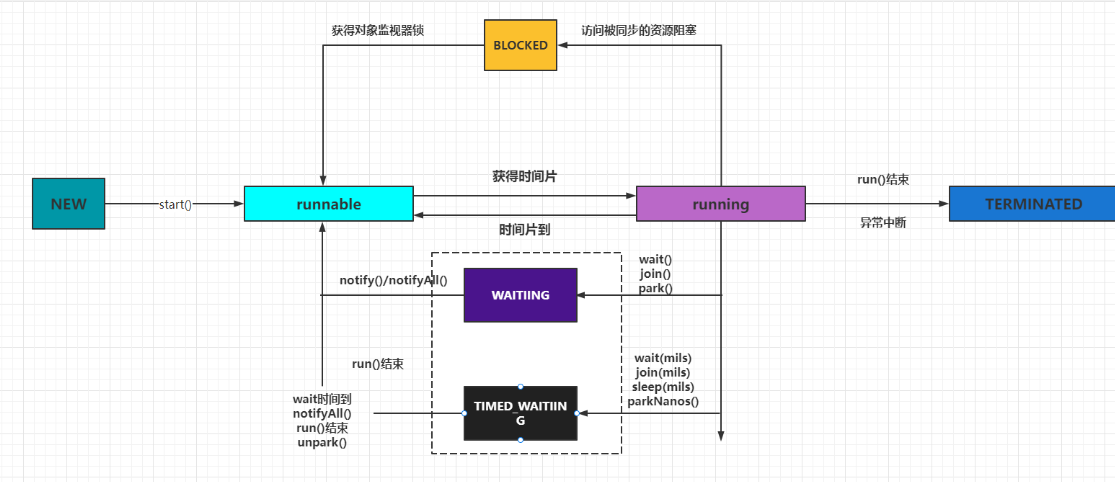 获得对象监视器锁
BLOCKED
访问被同步的资源阻塞
NEW
start()
runnable
获得时间片
时间片到
running
run()结束
异常中断
TERMINATED
notify()/notifyAll()
WAITIING
wait()
join()
park()
run()结束
wait时间到
notifyAll()
run()结束
unpark()
TIMED_WAITIIN
G
wait(mils)
join(mils)
sleep(mils)
parkNanos()